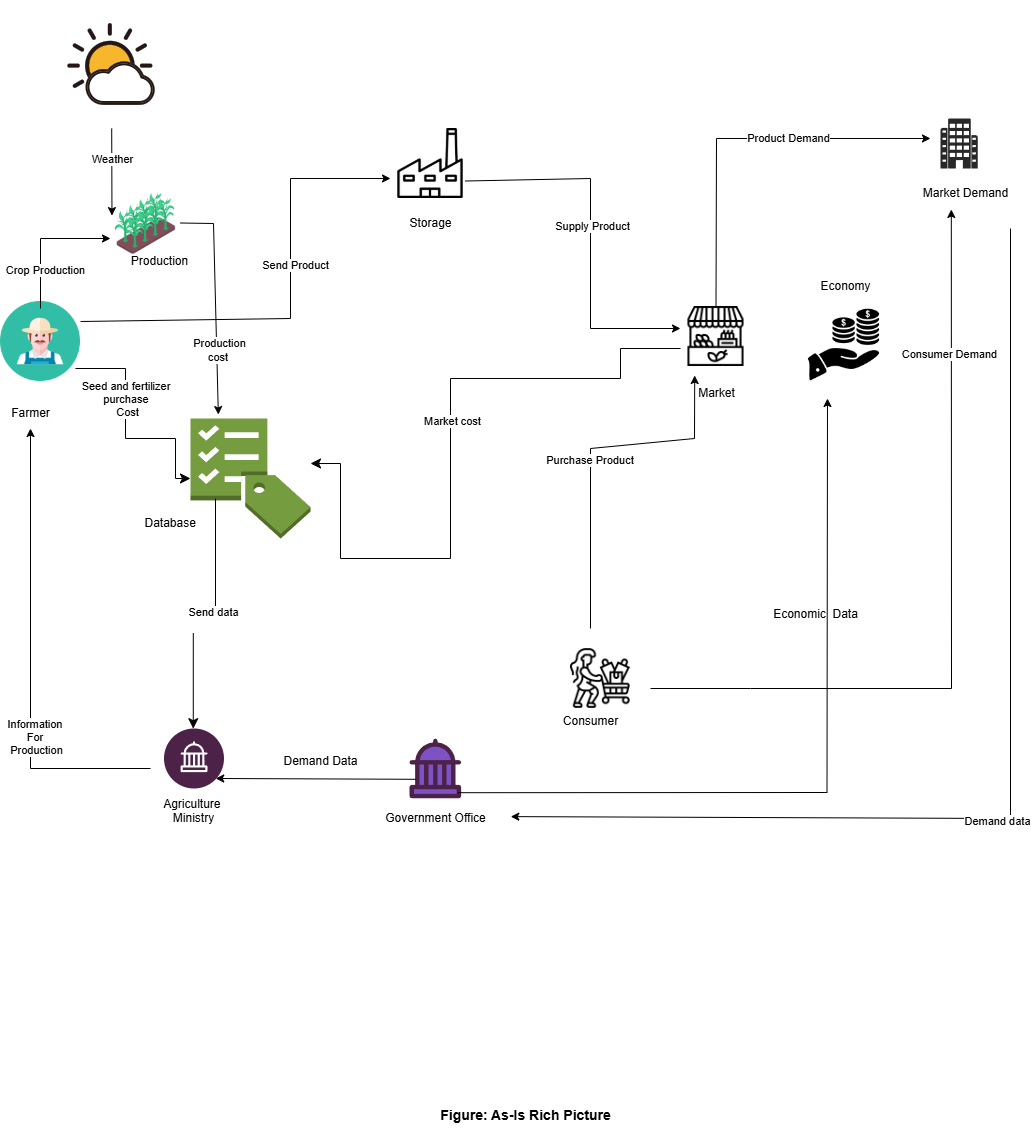 Weather
Product Demand
Market Demand
Storage
Supply Product
Production
Send Product
Crop Production
Economy
$
$
Production
cost
Consumer Demand
Seed and fertilizer
purchase
Cost
Market
Farmer
Market cost
Purchase Product
Database
Send data
Economic Data
Consumer
Information
For
Production
Demand Data
Agriculture
Ministry
Government Office
Demand data
Figure: As-Is Rich Picture